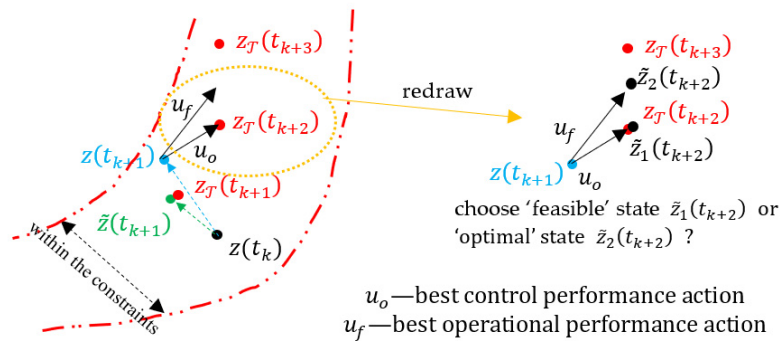 z_𝒯(t_{k+3})
u_f
z_𝒯(t_{k+2})
u_o
z(t_{k+1})
z_𝒯(t_{k+1})
z̃(t_{k+1})
z(t_k)
within the constraints
redraw
z_𝒯(t_{k+3})
z̃_2(t_{k+2})
z_𝒯(t_{k+2})
u_f
z̃_1(t_{k+2})
z(t_{k+1})
u_o
choose ‘feasible’ state z̃_1(t_{k+2}) or
‘optimal’ state z̃_2(t_{k+2}) ?
u_o—best control performance action
u_f—best operational performance action